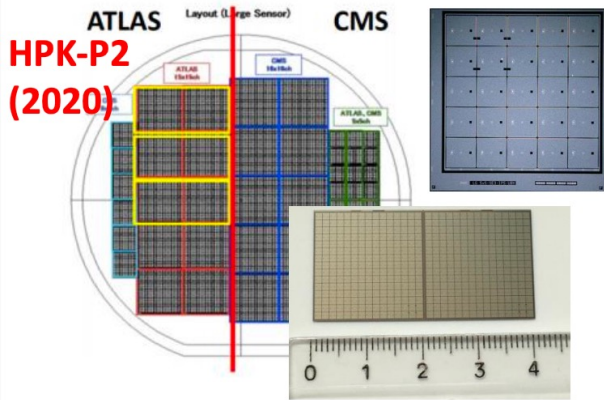 ATLAS
Layout (Large Sensor)
CMS
HPK-P2
(2020)
ATLAS
15x15ch
CMS
16x16ch
ATLAS, CMS
5x5ch
0 1 2 3 4